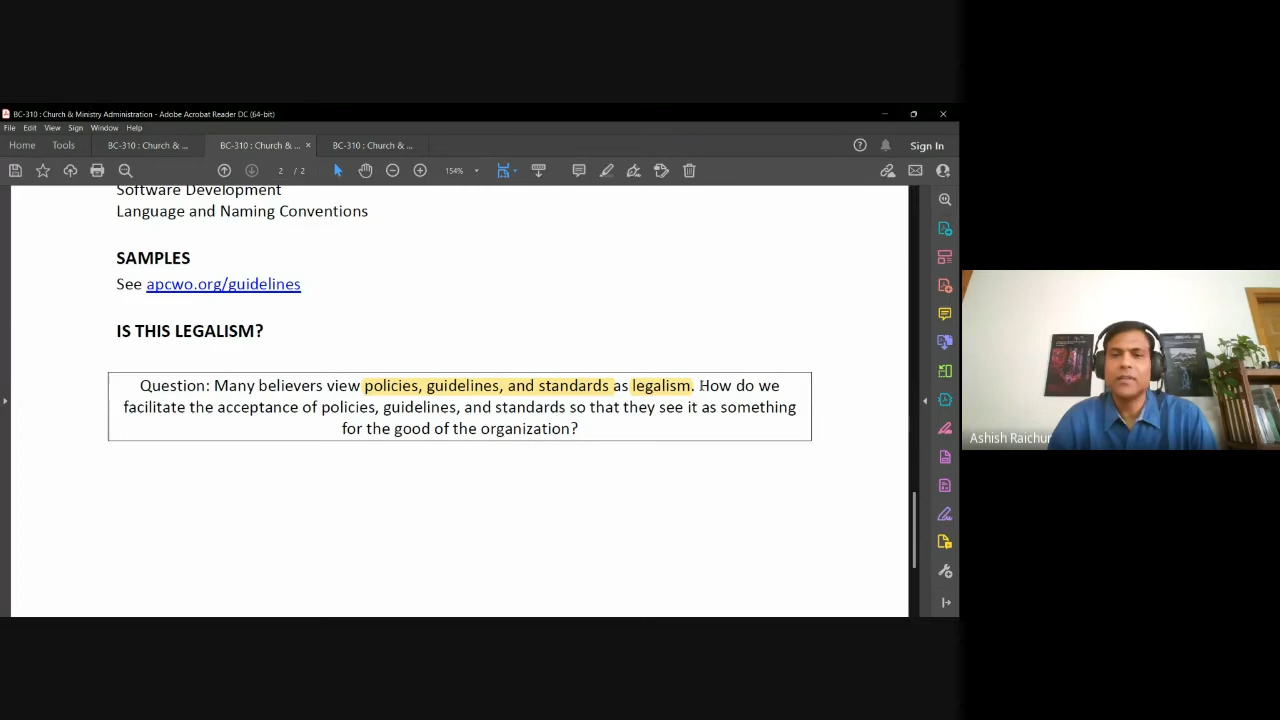 BC-310 : Church & Ministry Administration - Adobe Acrobat Reader DC (64-bit)
File Edit View Sign Window Help
Home Tools BC-310 : Church & ... BC-310 : Church & ... × BC-310 : Church & ... Sign In
2 / 2 154%
Software Development
Language and Naming Conventions
SAMPLES
See apcwo.org/guidelines
IS THIS LEGALISM?
Question: Many believers view policies, guidelines, and standards as legalism. How do we
facilitate the acceptance of policies, guidelines, and standards so that they see it as something
for the good of the organization?
Ashish Raichur